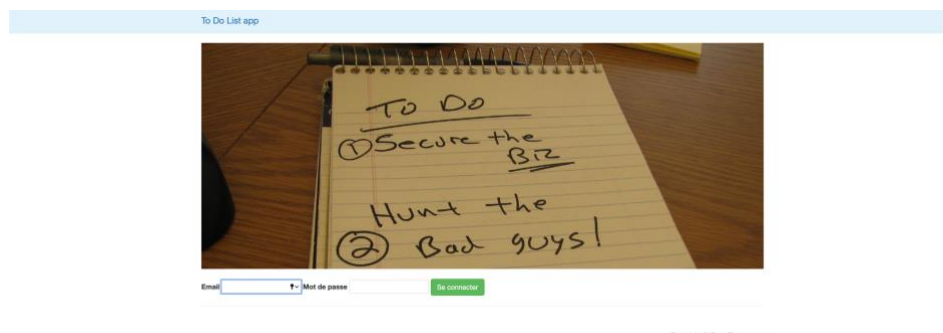 To Do List app
To Do
① Secure the
Biz
Hunt the
② Bad guys!
Email Mot de passe Se connecter